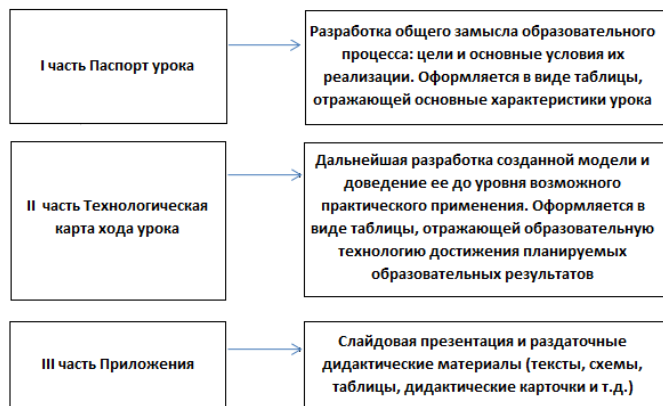 I часть Паспорт урока
Разработка общего замысла образовательного
процесса: цели и основные условия их
реализации. Оформляется в виде таблицы,
отражающей основные характеристики урока
II  часть Технологическая
карта хода урока
Дальнейшая разработка созданной модели и
доведение ее до уровня возможного
практического применения. Оформляется в
виде таблицы, отражающей образовательную
технологию достижения планируемых
образовательных результатов
III часть Приложения
Слайдовая презентация и раздаточные
дидактические материалы (тексты, схемы,
таблицы, дидактические карточки и т.д.)